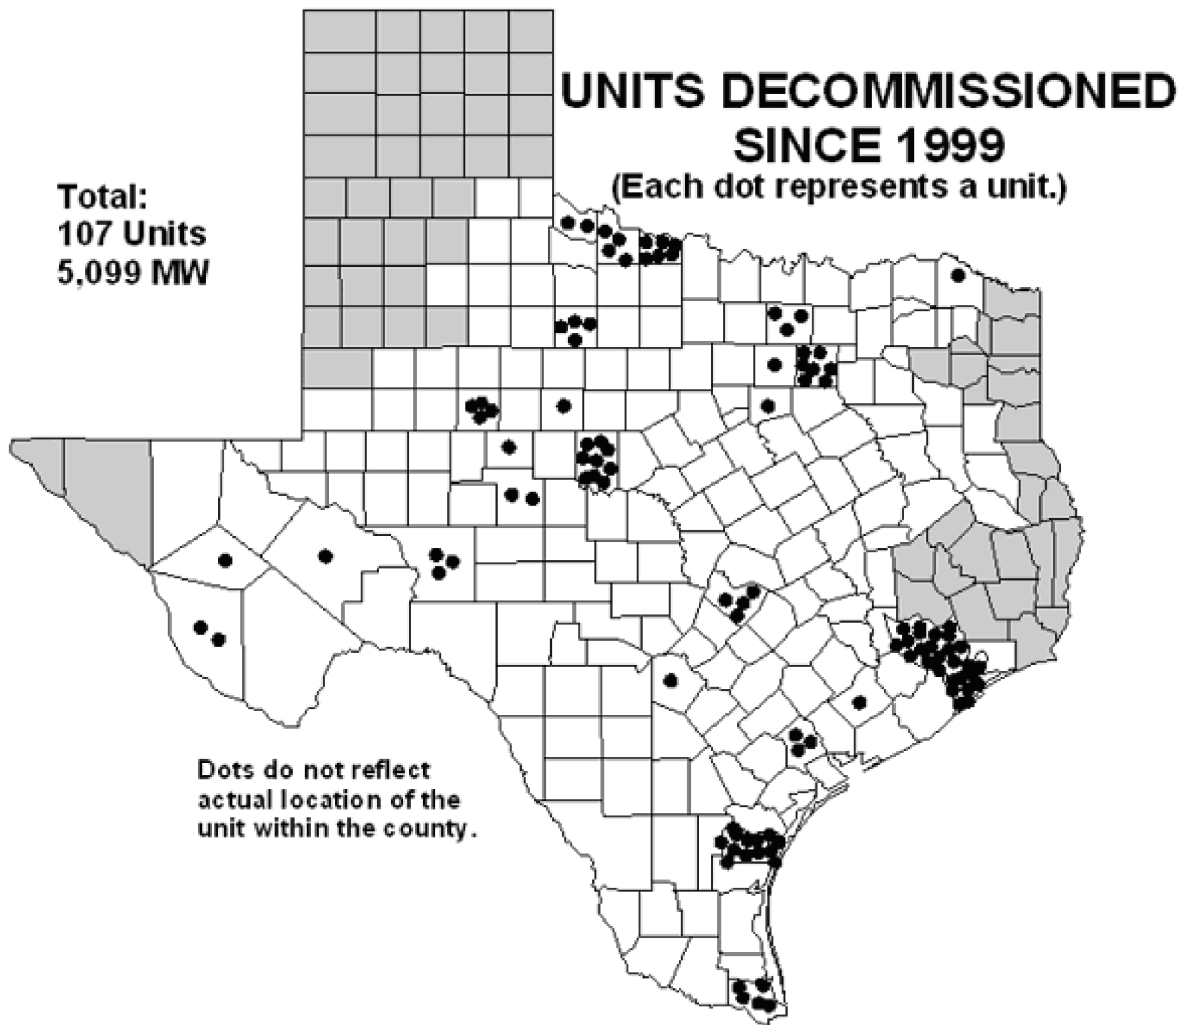 UNITS DECOMMISSIONED
SINCE 1999
(Each dot represents a unit.)
Total:
107 Units
5,099 MW
Dots do not reflect
actual location of the
unit within the county.